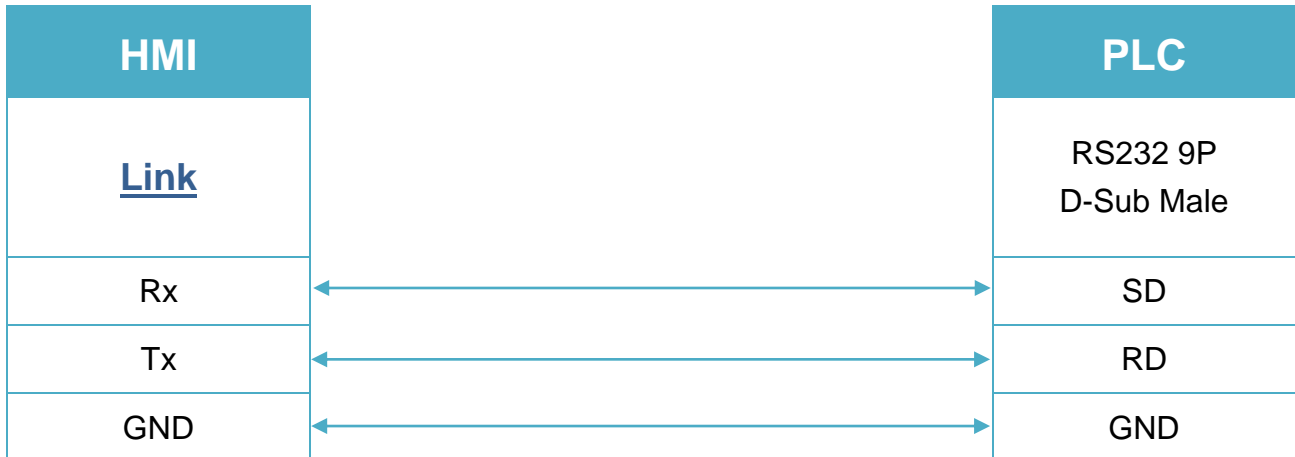 HMI
PLC
Link
RS232 9P
D-Sub Male
Rx
SD
Tx
RD
GND
GND